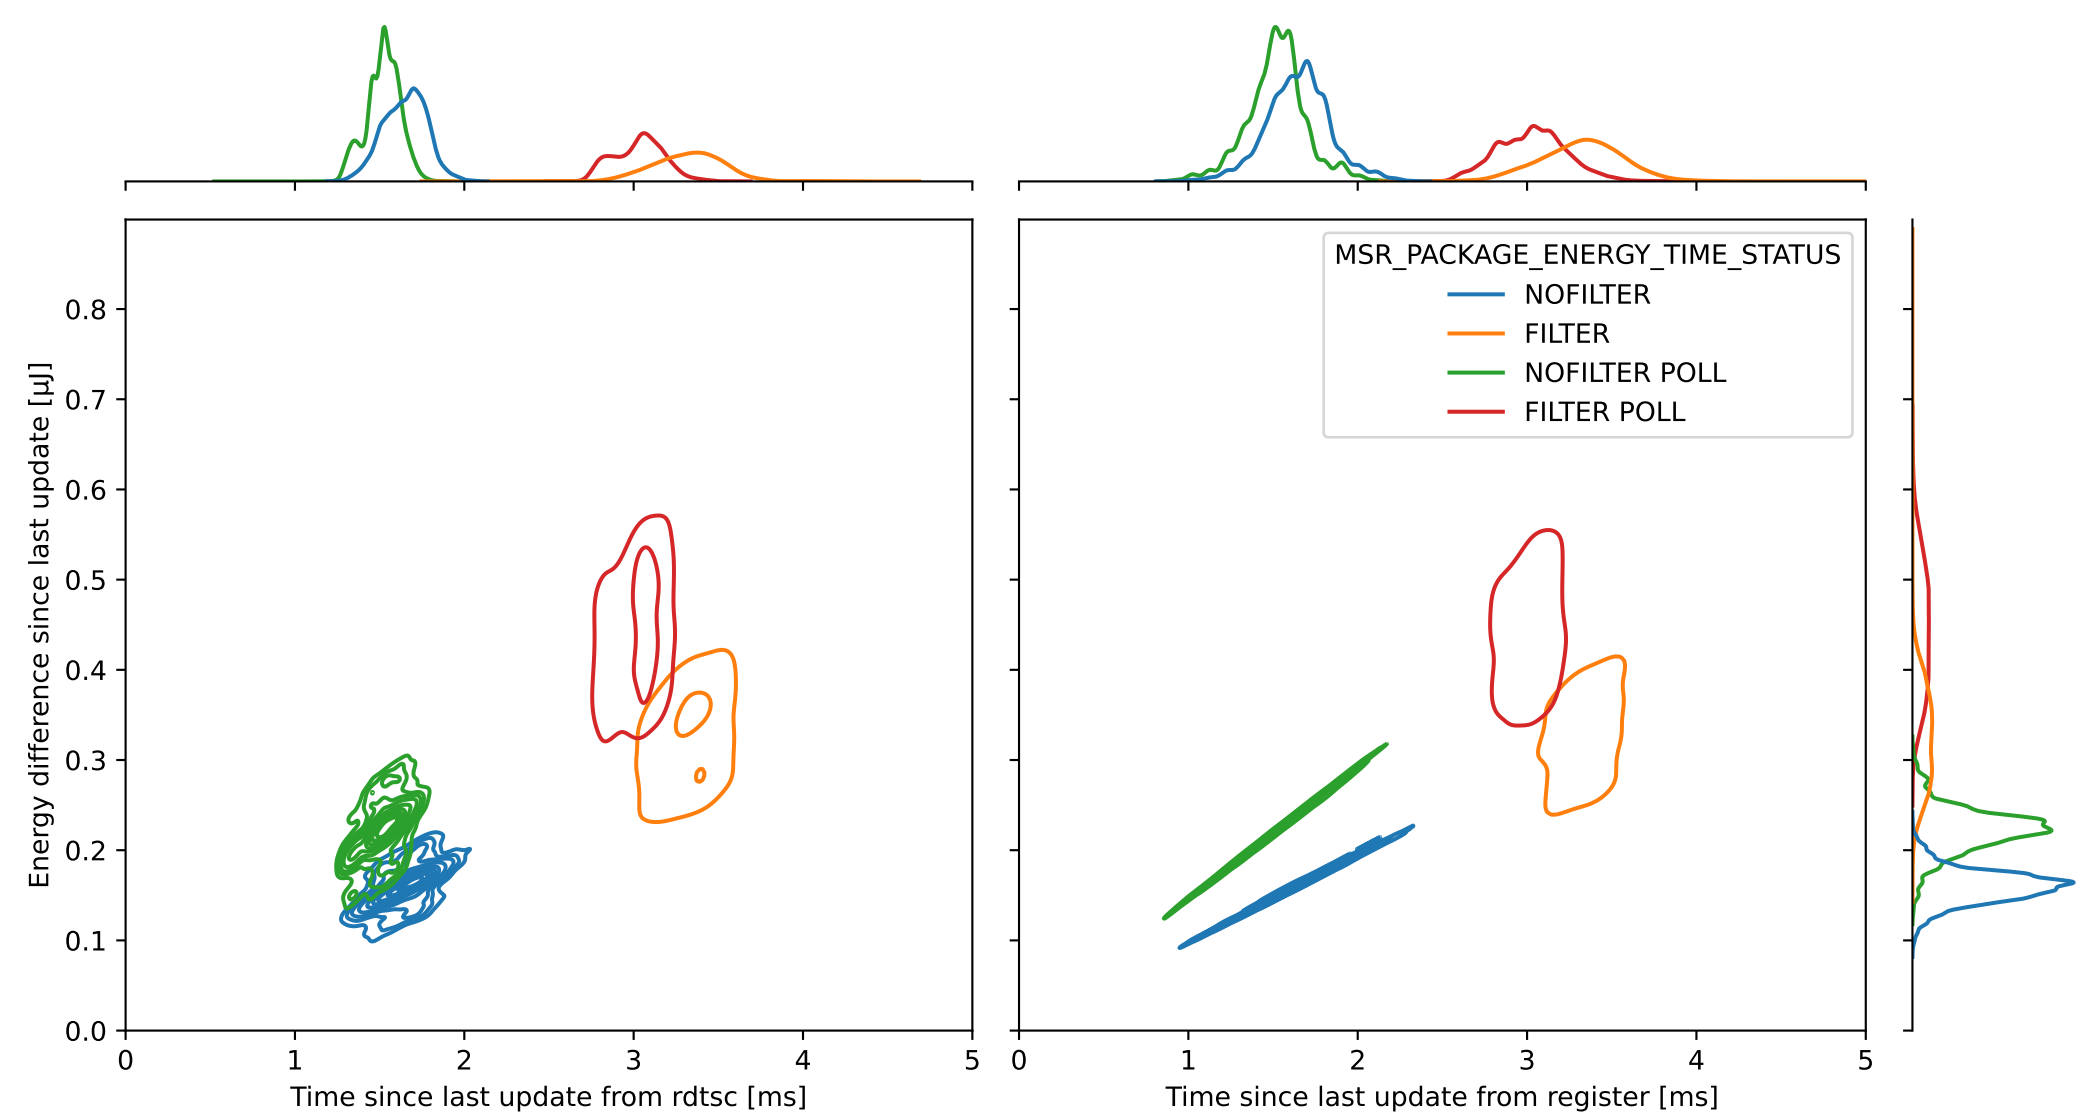 MSR_PACKAGE_ENERGY_TIME_STATUS
NOFILTER
FILTER
NOFILTER POLL
FILTER POLL
Energy difference since last update [µJ]
0.8
0.7
0.6
0.5
0.4
0.3
0.2
0.1
0.0
0 1 2 3 4 5
0 1 2 3 4 5
Time since last update from rdtsc [ms]
Time since last update from register [ms]